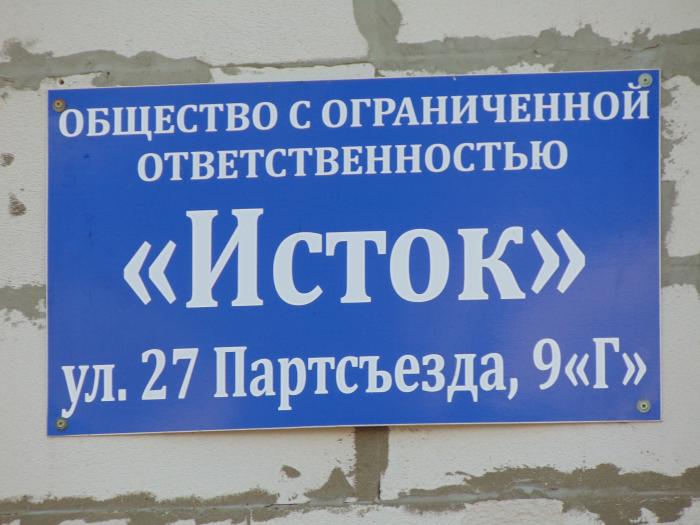 ОБЩЕСТВО С ОГРАНИЧЕННОЙ
ОТВЕТСТВЕННОСТЬЮ
«Исток»
ул. 27 Партсъезда, 9«Г»